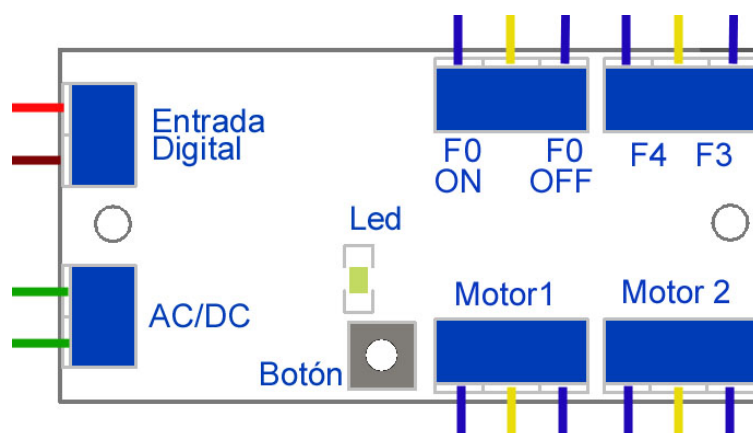 Entrada
Digital
F0
ON
F0
OFF
F4
F3
Led
AC/DC
Motor1
Motor 2
Botón